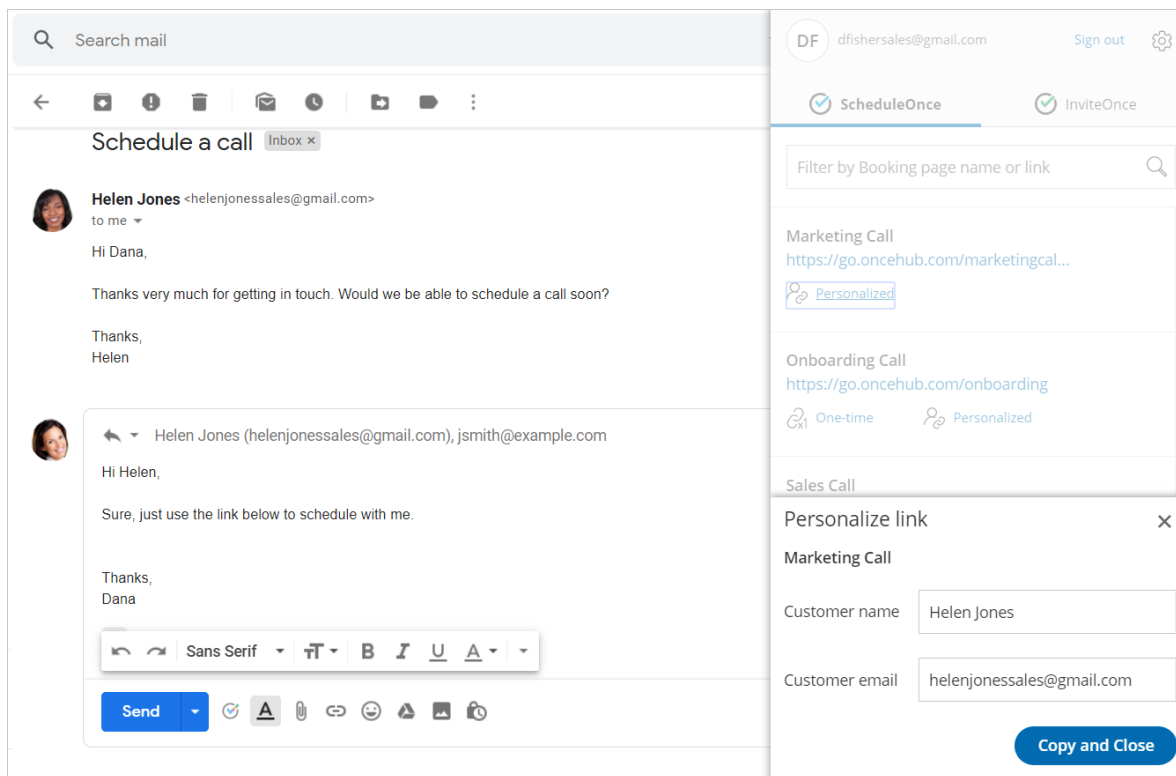 Search mail
Schedule a call Inbox ×
Helen Jones <helenjonessales@gmail.com>
to me
Hi Dana,
Thanks very much for getting in touch. Would we be able to schedule a call soon?
Thanks,
Helen
Helen Jones (helenjonessales@gmail.com), jsmith@example.com
Hi Helen,
Sure, just use the link below to schedule with me.
Thanks,
Dana
Sans Serif TT B I U A
Send A
DF dfishersales@gmail.com Sign out
ScheduleOnce InviteOnce
Filter by Booking page name or link
Marketing Call
https://go.oncehub.com/marketingcal...
Personalized
Onboarding Call
https://go.oncehub.com/onboarding
x1 One-time Personalized
Sales Call
Personalize link ×
Marketing Call
Customer name Helen Jones
Customer email helenjonessales@gmail.com
Copy and Close